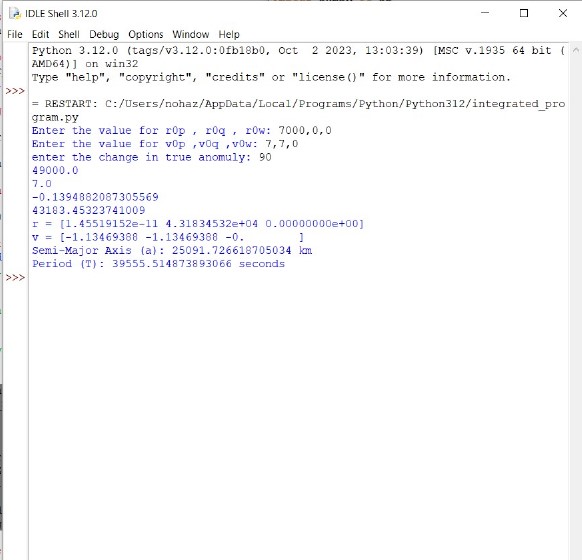 IDLE Shell 3.12.0
File Edit Shell Debug Options Window Help
Python 3.12.0 (tags/v3.12.0:0fb18b0, Oct  2 2023, 13:03:39) [MSC v.1935 64 bit (
AMD64)] on win32
Type "help", "copyright", "credits" or "license()" for more information.
>>>
= RESTART: C:/Users/nohaz/AppData/Local/Programs/Python/Python312/integrated_pro
gram.py
Enter the value for r0p , r0q , r0w: 7000,0,0
Enter the value for v0p ,v0q ,v0w: 7,7,0
enter the change in true anomuly: 90
49000.0
7.0
-0.1394882087305569
43183.45323741009
r = [1.45519152e-11 4.31834532e+04 0.00000000e+00]
v = [-1.13469388 -1.13469388 -0.        ]
Semi-Major Axis (a): 25091.726618705034 km
Period (T): 39555.514873893066 seconds
>>>